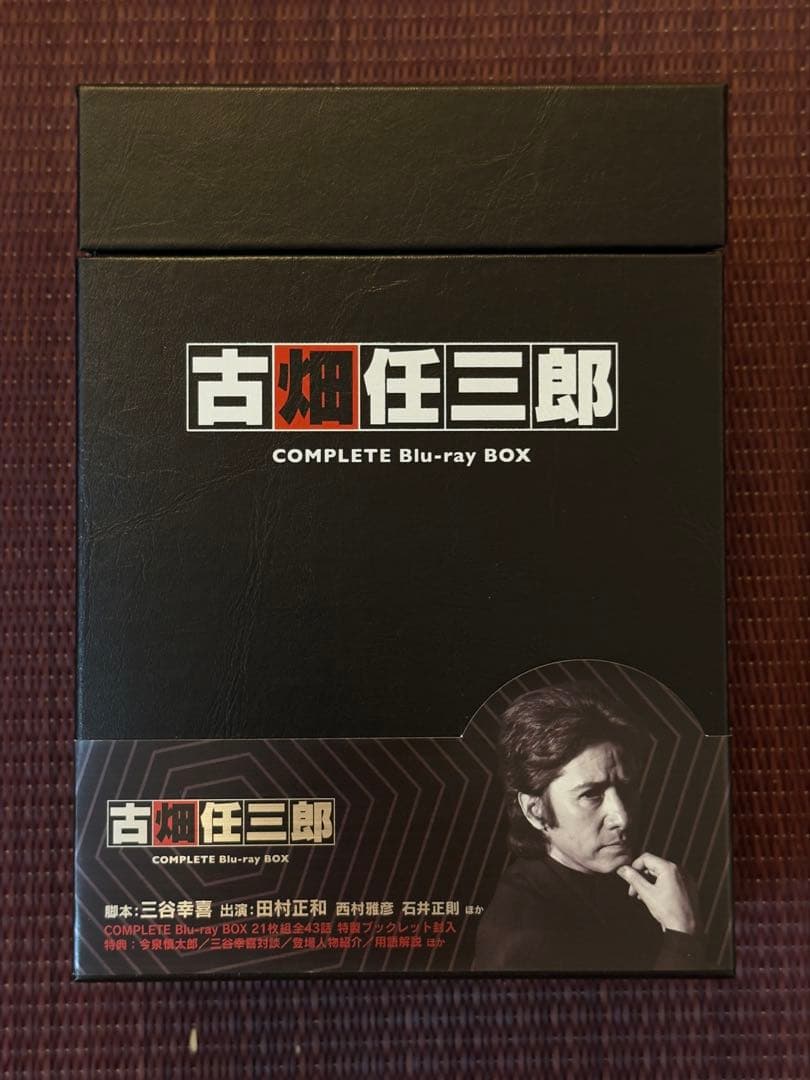 古畑任三郎
COMPLETE Blu-ray BOX
古畑任三郎
COMPLETE Blu-ray BOX
脚本:三谷幸喜 出演:田村正和 西村雅彦 石井正則 ほか
COMPLETE Blu-ray BOX 21枚組全43話 特製ブックレット封入
特典:今泉慎太郎/三谷幸喜対談/登場人物紹介/用語解説 ほか